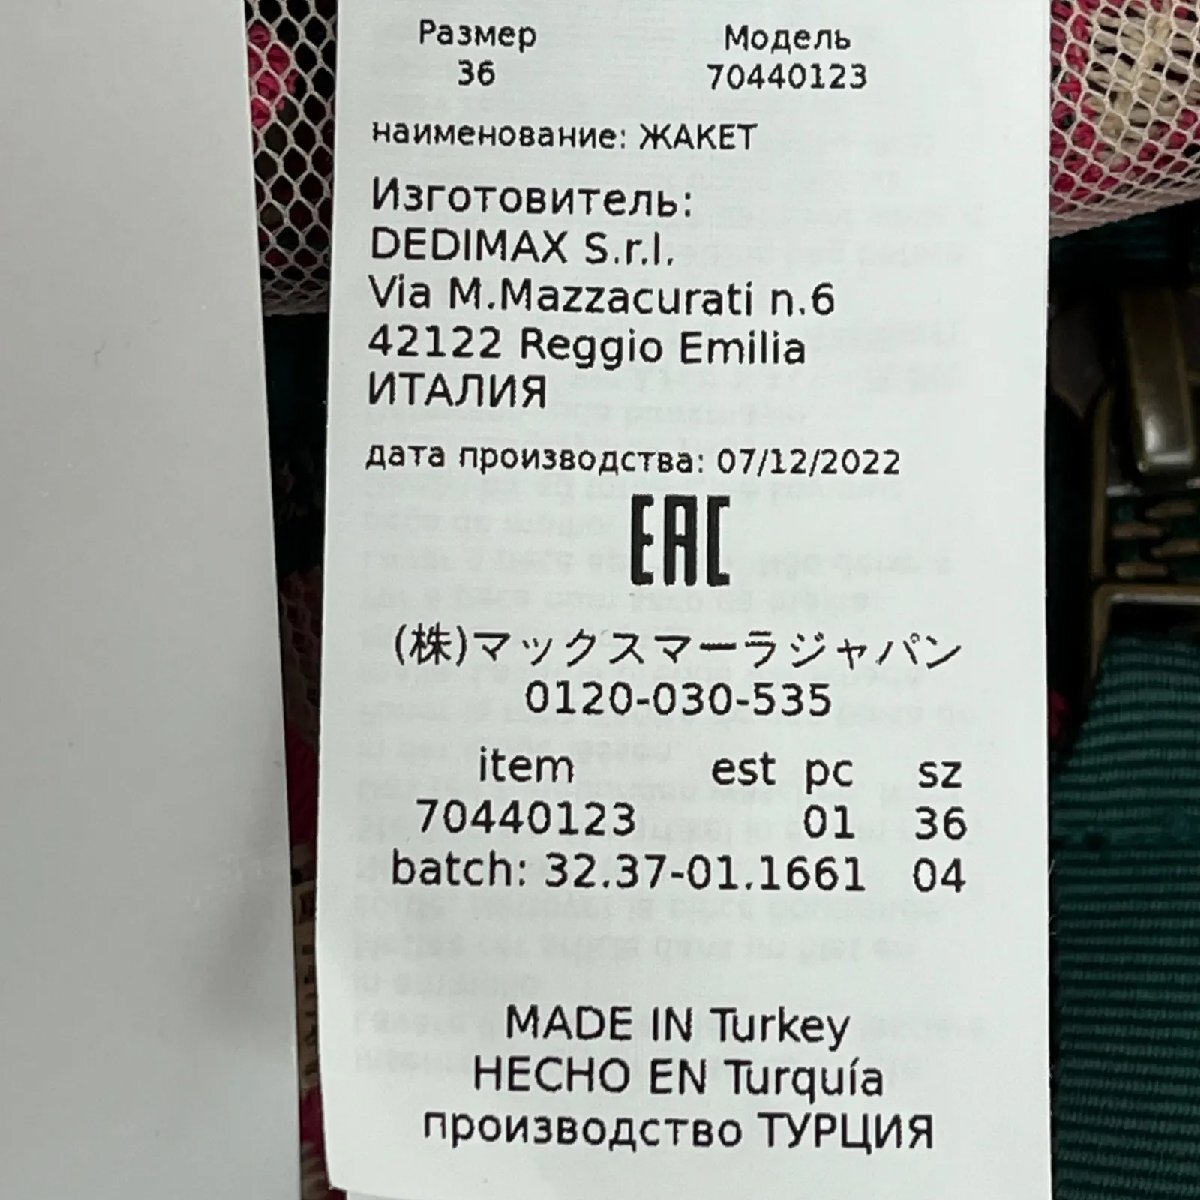 Размер Модель
36 70440123
наименование: ЖАКЕТ
Изготовитель:
DEDIMAX S.r.l.
Via M.Mazzacurati n.6
42122 Reggio Emilia
ИТАЛИЯ
дата производства: 07/12/2022
EAC
(株)マックスマーラジャパン
0120-030-535
item est pc sz
70440123 01 36
batch: 32.37-01.1661 04
MADE IN Turkey
HECHO EN Turquía
производство ТУРЦИЯ